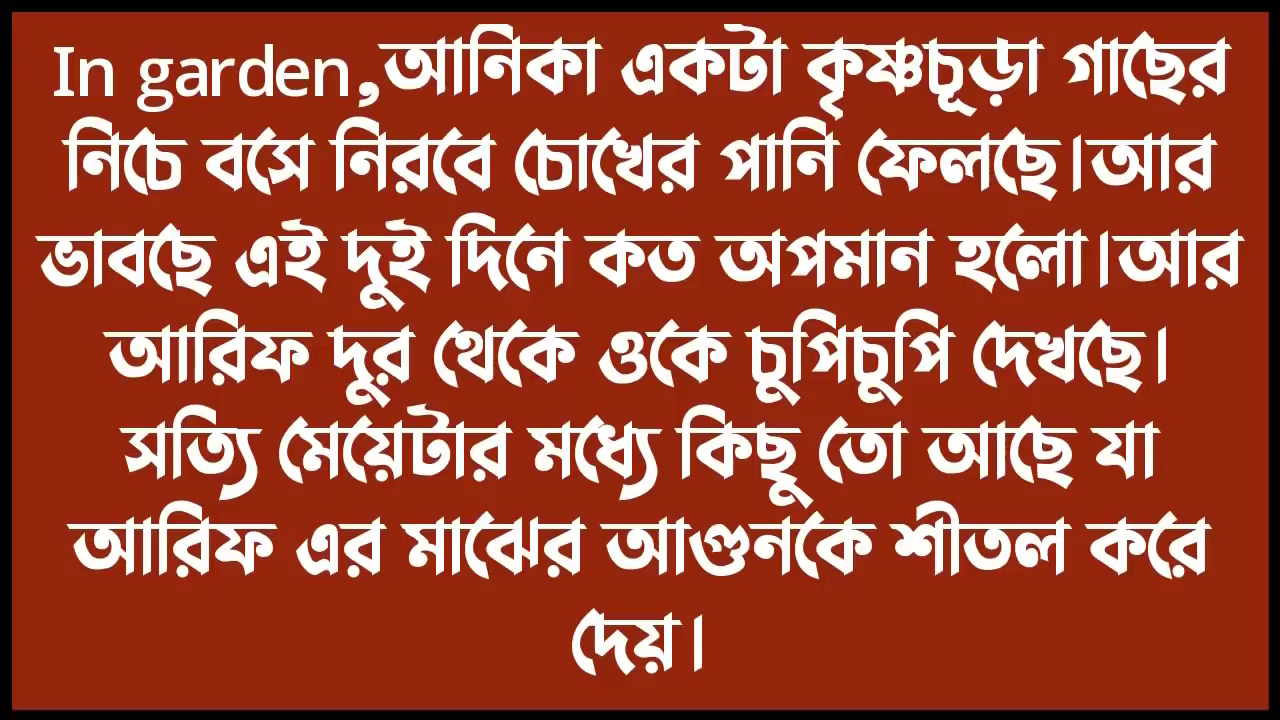 In garden,আনিকা একটা কৃষ্ণচূড়া গাছের
নিচে বসে নিরবে চোখের পানি ফেলছে।আর
ভাবছে এই দুই দিনে কত অপমান হলো।আর
আরিফ দুর থেকে ওকে চুপিচুপি দেখছে।
সত্যি মেয়েটার মধ্যে কিছু তো আছে যা
আরিফ এর মাঝের আগুনকে শীতল করে
দেয়।